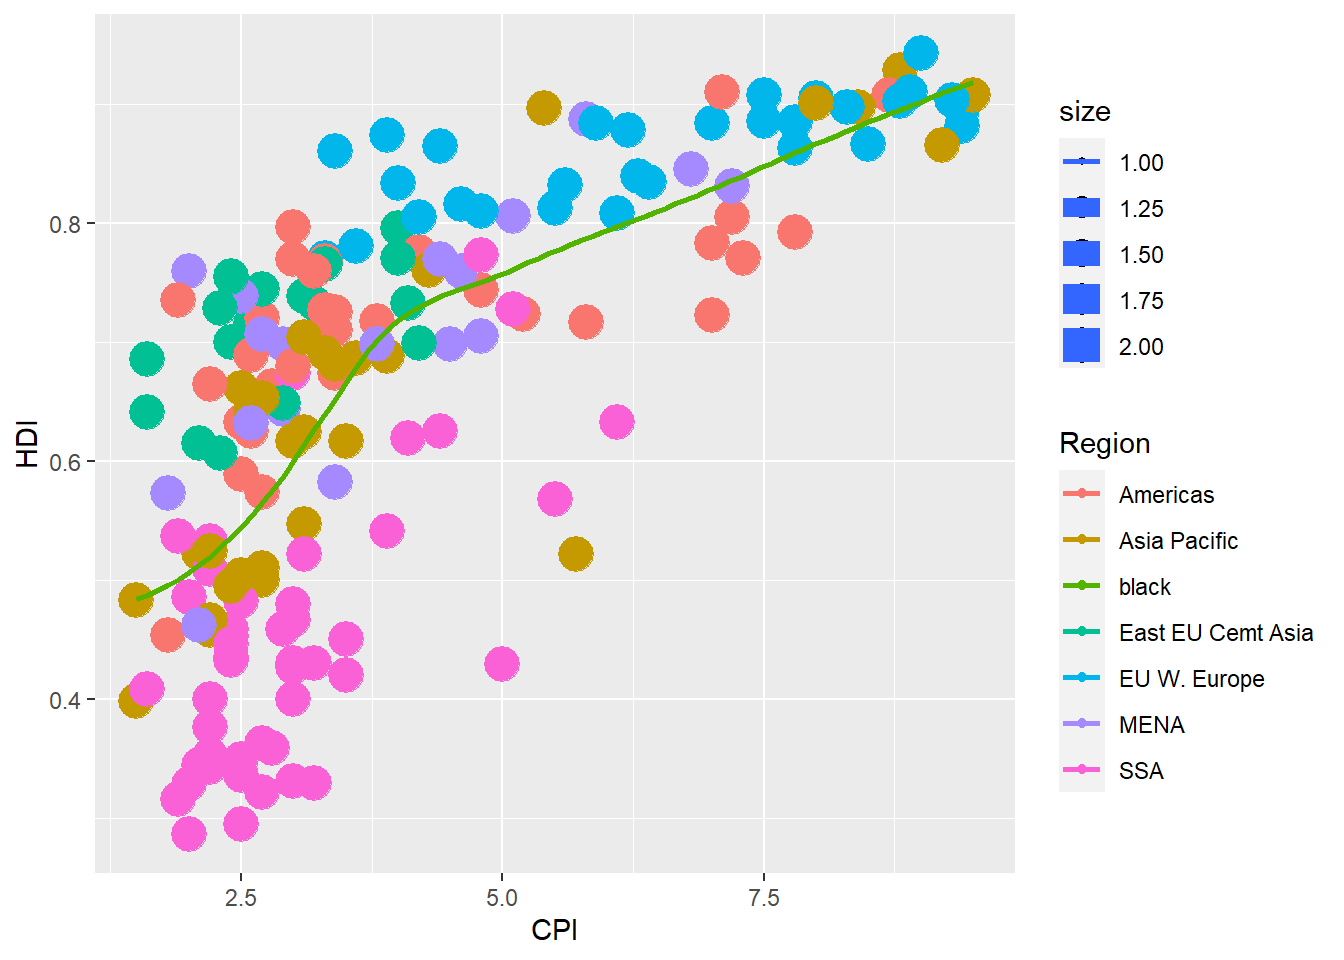 HDI
0.8
0.6
0.4
2.5
5.0
7.5
CPI
size
1.00
1.25
1.50
1.75
2.00
Region
Americas
Asia Pacific
black
East EU Cemt Asia
EU W. Europe
MENA
SSA